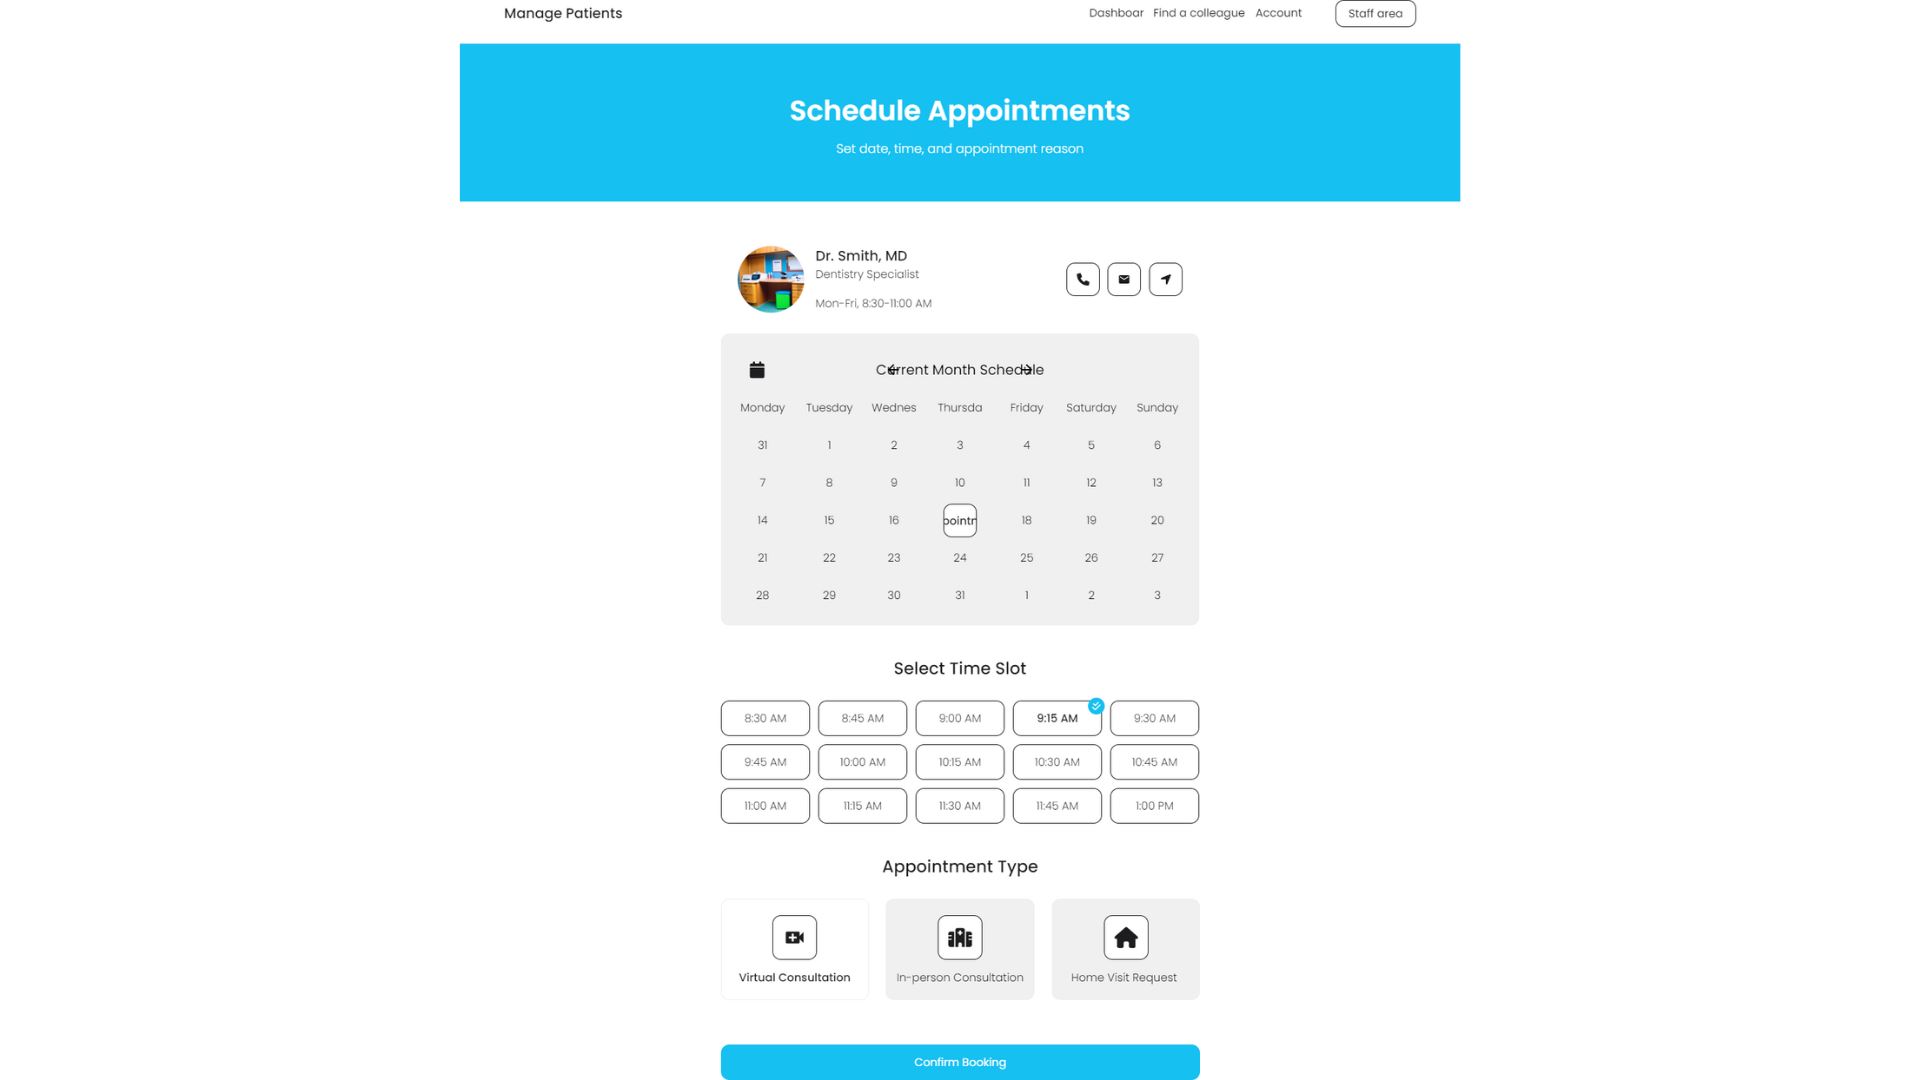 Manage Patients
Dashboar Find a colleague Account Staff area
Schedule Appointments
Set date, time, and appointment reason
Dr. Smith, MD
Dentistry Specialist
Mon-Fri, 8:30-11:00 AM
Current Month Schedule
Monday Tuesday Wednes Thursda Friday Saturday Sunday
31 1 2 3 4 5 6
7 8 9 10 11 12 13
14 15 16 pointr 18 19 20
21 22 23 24 25 26 27
28 29 30 31 1 2 3
Select Time Slot
8:30 AM 8:45 AM 9:00 AM 9:15 AM 9:30 AM
9:45 AM 10:00 AM 10:15 AM 10:30 AM 10:45 AM
11:00 AM 11:15 AM 11:30 AM 11:45 AM 1:00 PM
Appointment Type
Virtual Consultation In-person Consultation Home Visit Request
Confirm Booking